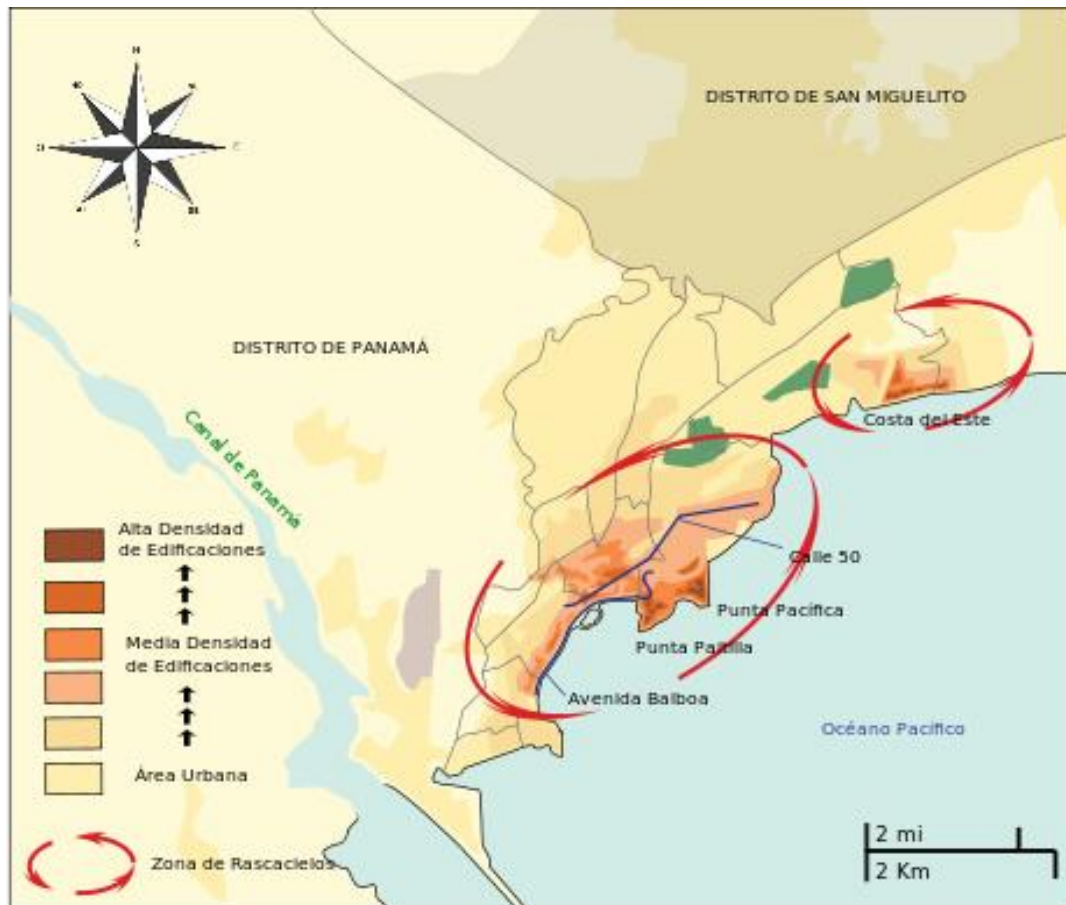 N
E
S
DISTRITO DE SAN MIGUELITO
DISTRITO DE PANAMÁ
Canal de Panamá
Costa del Este
Calle 50
Punta Pacífica
Punta Paitilla
Avenida Balboa
Océano Pacífico
Alta Densidad
de Edificaciones
Media Densidad
de Edificaciones
Área Urbana
Zona de Rascacielos
2 mi
2 Km